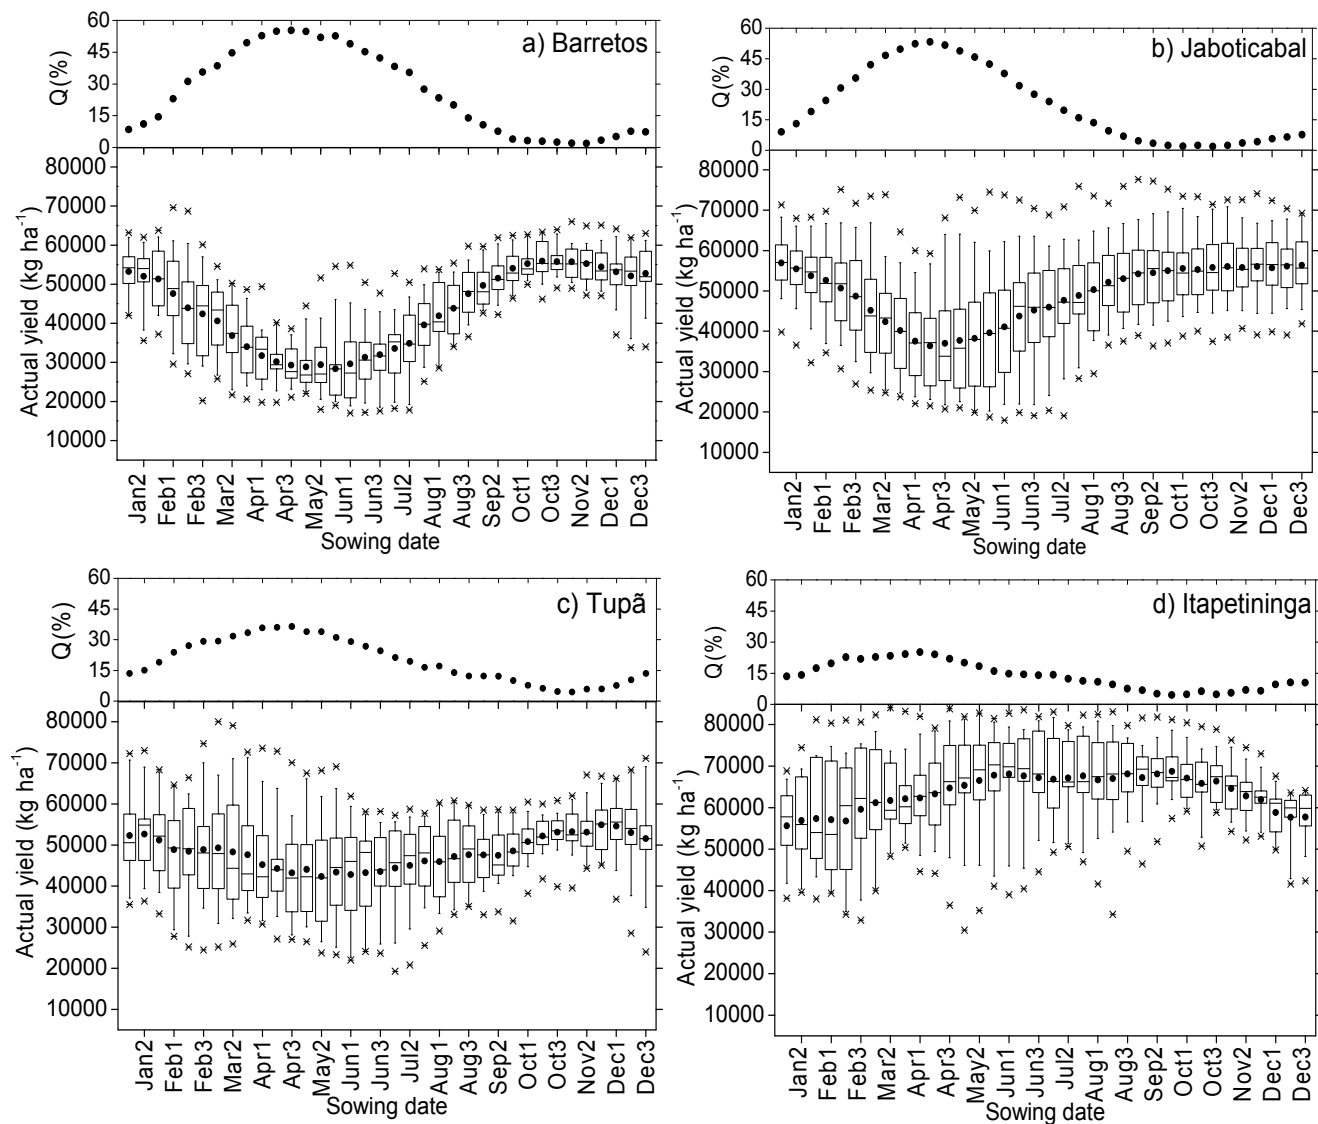 a) Barretos
Q(%)
60
45
30
15
0
Actual yield (kg ha-1)
80000
70000
60000
50000
40000
30000
20000
10000
Jan2 Feb1 Feb3 Mar2 Apr1 Apr3 May2 Jun1 Jun3 Jul2 Aug1 Aug3 Sep2 Oct1 Oct3 Nov2 Dec1 Dec3
Sowing date
b) Jaboticabal
Q(%)
60
45
30
15
0
Actual yield (kg ha-1)
80000
70000
60000
50000
40000
30000
20000
10000
Jan2 Feb1 Feb3 Mar2 Apr1 Apr3 May2 Jun1 Jun3 Jul2 Aug1 Aug3 Sep2 Oct1 Oct3 Nov2 Dec1 Dec3
Sowing date
c) Tupã
Q(%)
60
45
30
15
0
Actual yield (kg ha-1)
80000
70000
60000
50000
40000
30000
20000
10000
Jan2 Feb1 Feb3 Mar2 Apr1 Apr3 May2 Jun1 Jun3 Jul2 Aug1 Aug3 Sep2 Oct1 Oct3 Nov2 Dec1 Dec3
Sowing date
d) Itapetininga
Q(%)
60
45
30
15
0
Actual yield (kg ha-1)
80000
70000
60000
50000
40000
30000
20000
10000
Jan2 Feb1 Feb3 Mar2 Apr1 Apr3 May2 Jun1 Jun3 Jul2 Aug1 Aug3 Sep2 Oct1 Oct3 Nov2 Dec1 Dec3
Sowing date